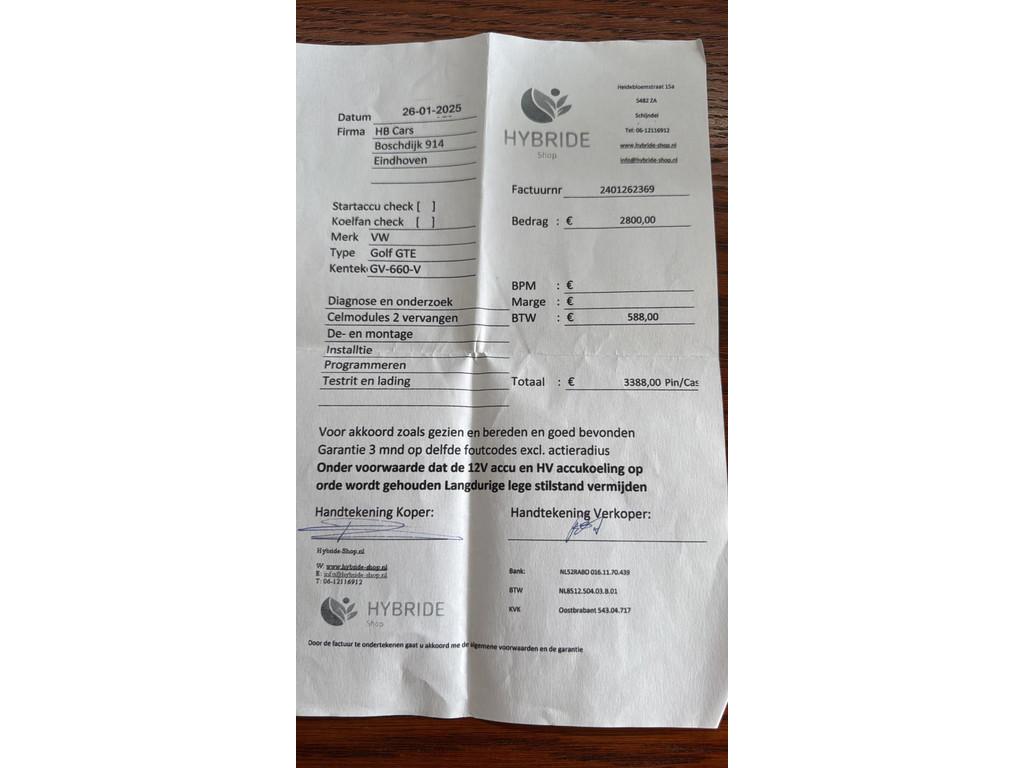 Heidebloemstraat 15a
5482 ZA
Schijndel
Tel: 06-12116912
www.hybride-shop.nl
info@hybride-shop.nl
HYBRIDE
Shop
Datum 26-01-2025
Firma HB Cars
Boschdijk 914
Eindhoven
Factuurnr 2401262369
Startaccu check [ ]
Koelfan check [ ]
Bedrag : € 2800,00
Merk VW
Type Golf GTE
Kentek GV-660-V
BPM : €
Diagnose en onderzoek
Marge : €
Celmodules 2 vervangen
BTW : € 588,00
De- en montage
Installtie
Programmeren
Testrit en lading
Totaal : € 3388,00 Pin/Cas
Voor akkoord zoals gezien en bereden en goed bevonden
Garantie 3 mnd op delfde foutcodes excl. actieradius
Onder voorwaarde dat de 12V accu en HV accukoeling op
orde wordt gehouden Langdurige lege stilstand vermijden
Handtekening Koper: Handtekening Verkoper:
Hybride-Shop.nl
W: www.hybride-shop.nl
E: info@hybride-shop.nl
T: 06-12116912
HYBRIDE
Shop
Bank: NL52RABO 016.11.70.439
BTW NL8512.504.03.B.01
KVK Oostbrabant 543.04.717
Door de factuur te ondertekenen gaat u akkoord me de algemene voorwaarden en de garantie